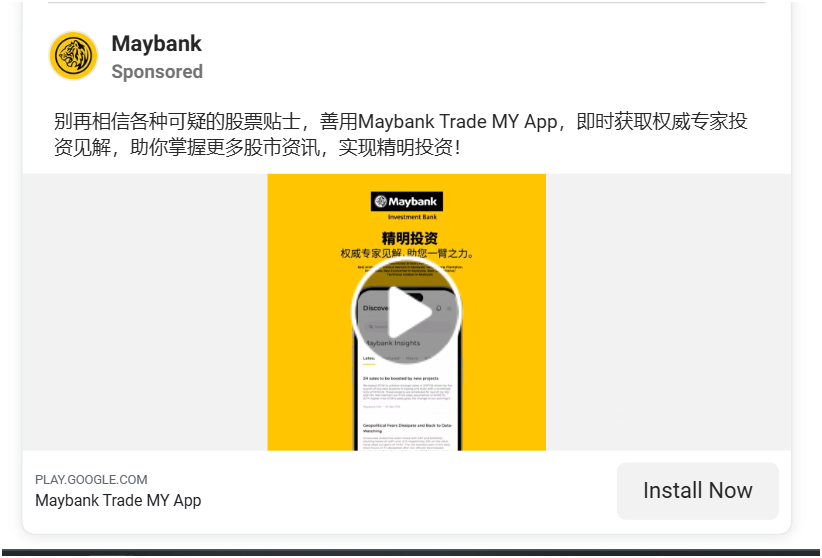 Maybank
Sponsored
别再相信各种可疑的股票贴士，善用Maybank Trade MY App，即时获取权威专家投
资见解，助你掌握更多股市资讯，实现精明投资！
Maybank
Investment Bank
精明投资
权威专家见解，助您一臂之力。
Discove
Maybank Insights
Latest
24 sales to be boosted by new projects
Geopolitical Fears Dissipate and Back to Data-
Watching
PLAY.GOOGLE.COM
Maybank Trade MY App
Install Now